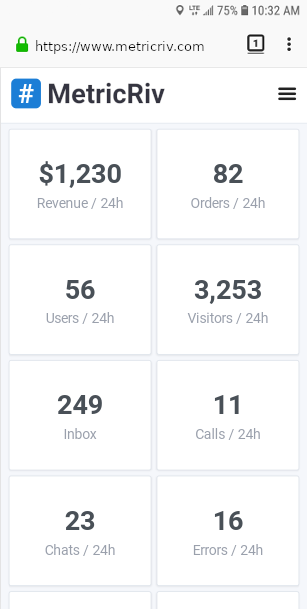 LTE 75% 10:32 AM
https://www.metricriv.com 1
# MetricRiv
$1,230 82
Revenue / 24h Orders / 24h
56 3,253
Users / 24h Visitors / 24h
249 11
Inbox Calls / 24h
23 16
Chats / 24h Errors / 24h